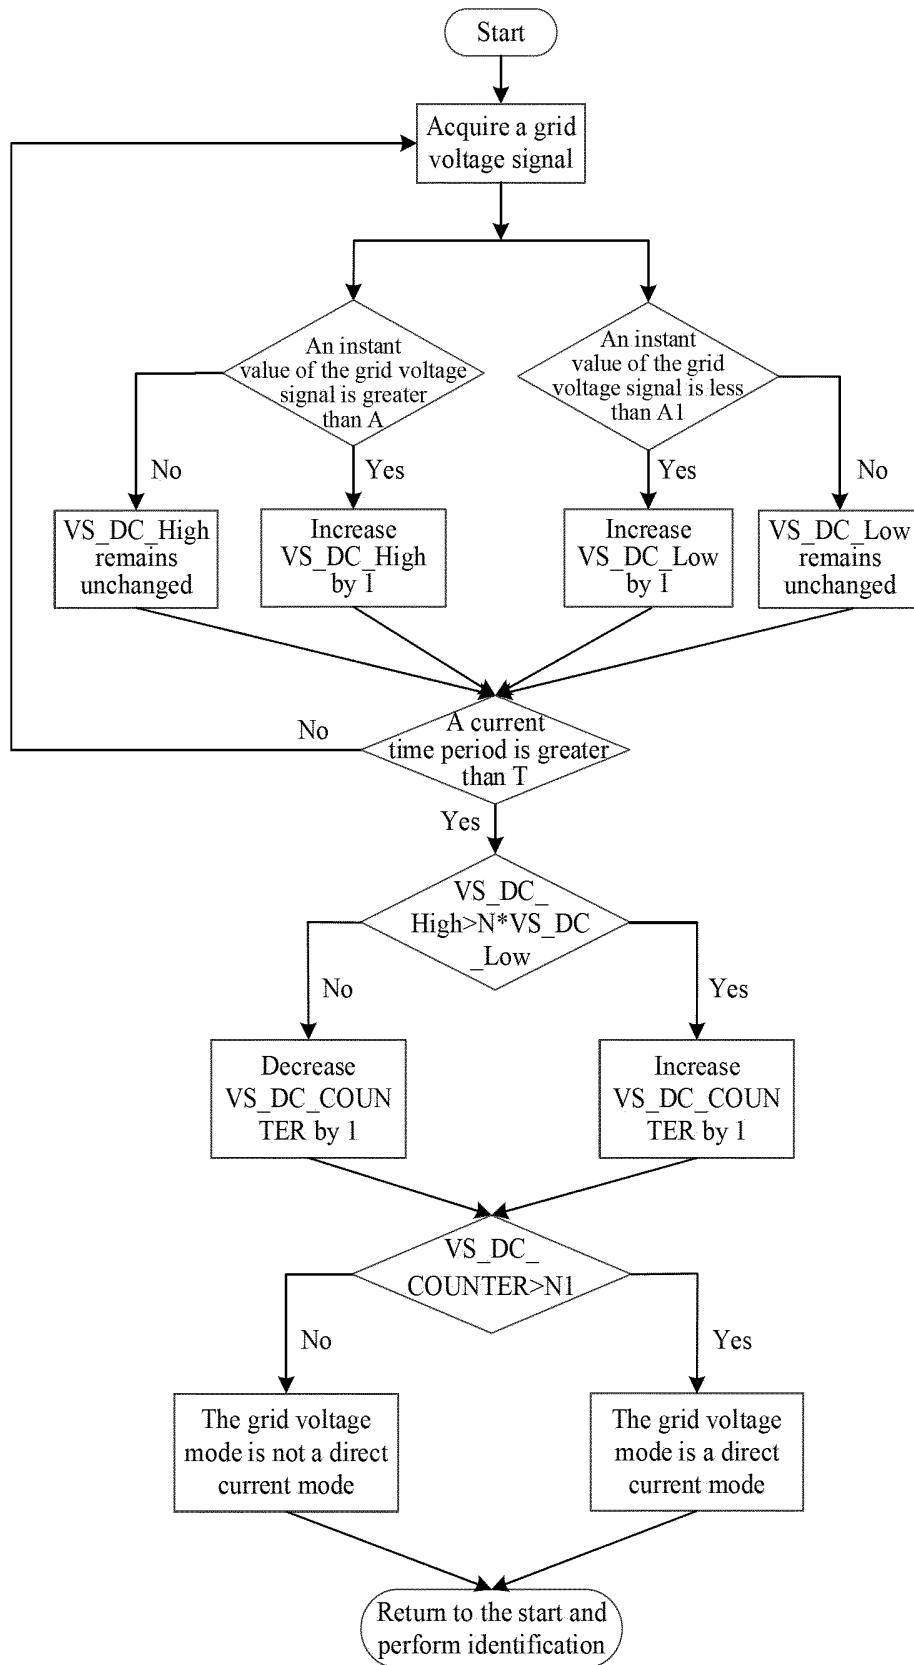 Start
Acquire a grid
voltage signal
An instant
value of the grid voltage
signal is greater
than A
An instant
value of the grid
voltage signal is less
than A1
No
Yes
Yes
No
VS_DC_High
remains
unchanged
Increase
VS_DC_High
by 1
Increase
VS_DC_Low
by 1
VS_DC_Low
remains
unchanged
No
A current
time period is greater
than T
Yes
VS_DC_
High>N*VS_DC
_Low
No
Yes
Decrease
VS_DC_COUN
TER by 1
Increase
VS_DC_COUN
TER by 1
VS_DC_
COUNTER>N1
No
Yes
The grid voltage
mode is not a direct
current mode
The grid voltage
mode is a direct
current mode
Return to the start and
perform identification